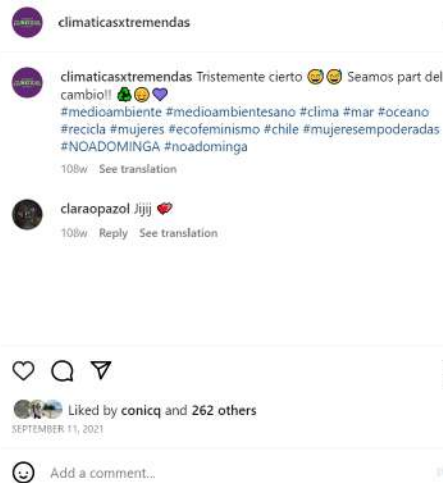 climaticasxtremendas
climaticasxtremendas Tristemente cierto 😅😅 Seamos part del
cambio!! ♻️😞💜
#medioambiente #medioambientesano #clima #mar #oceano
#recicla #mujeres #ecofeminismo #chile #mujeresempoderadas
#NOADOMINGA #noadominga
108w See translation
claraopazol Jijij 💕
108w Reply See translation
Liked by conicq and 262 others
SEPTEMBER 11, 2021
Add a comment...